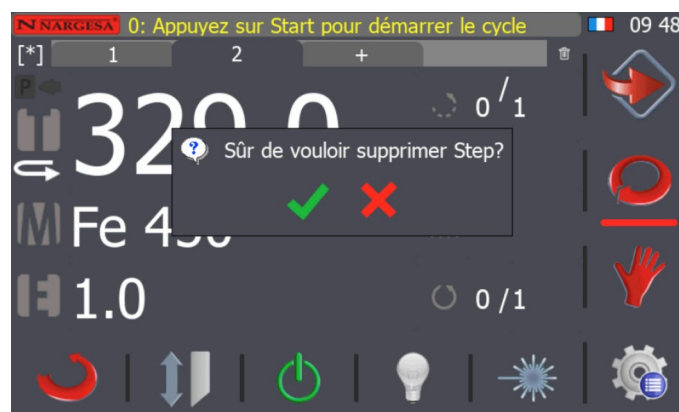 NARGESA 0: Appuyez sur Start pour démarrer le cycle 09 48
[*] 1 2 +
P
0/1
Sûr de vouloir supprimer Step?
Fe
1.0 0/1